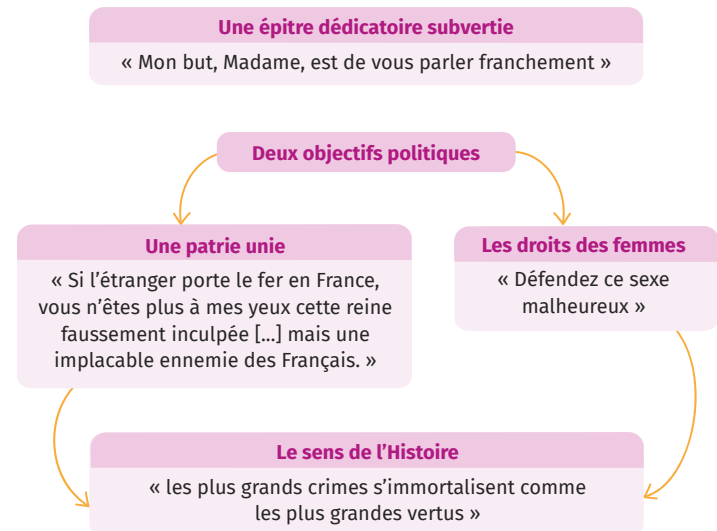 Une épitre dédicatoire subvertie
« Mon but, Madame, est de vous parler franchement »
Deux objectifs politiques
Une patrie unie
« Si l’étranger porte le fer en France,
vous n’êtes plus à mes yeux cette reine
faussement inculpée [...] mais une
implacable ennemie des Français. »
Les droits des femmes
« Défendez ce sexe
malheureux »
Le sens de l’Histoire
« les plus grands crimes s’immortalisent comme
les plus grandes vertus »